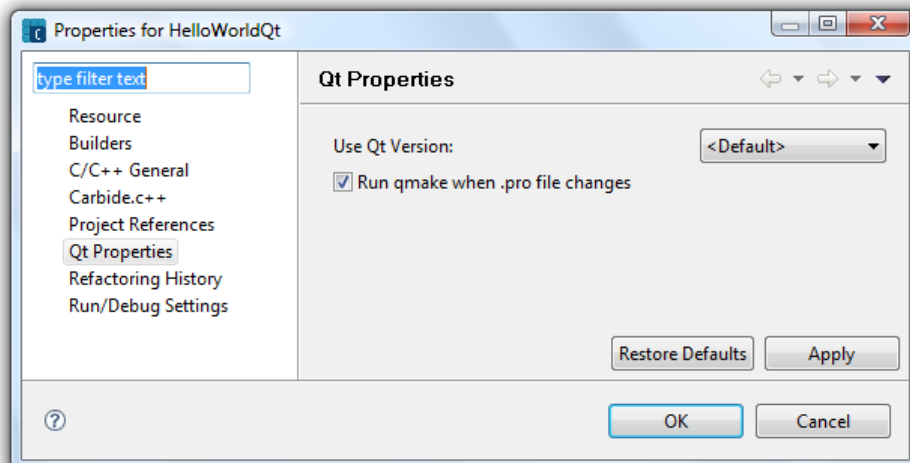 Properties for HelloWorldQt
type filter text
Resource
Builders
C/C++ General
Carbide.c++
Project References
Qt Properties
Refactoring History
Run/Debug Settings
Qt Properties
Use Qt Version:
<Default>
Run qmake when .pro file changes
Restore Defaults
Apply
OK
Cancel